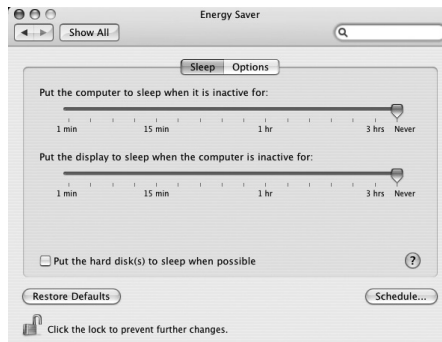 Energy Saver
Show All
Sleep Options
Put the computer to sleep when it is inactive for:
1 min 15 min 1 hr 3 hrs Never
Put the display to sleep when the computer is inactive for:
1 min 15 min 1 hr 3 hrs Never
Put the hard disk(s) to sleep when possible ?
Restore Defaults Schedule...
Click the lock to prevent further changes.